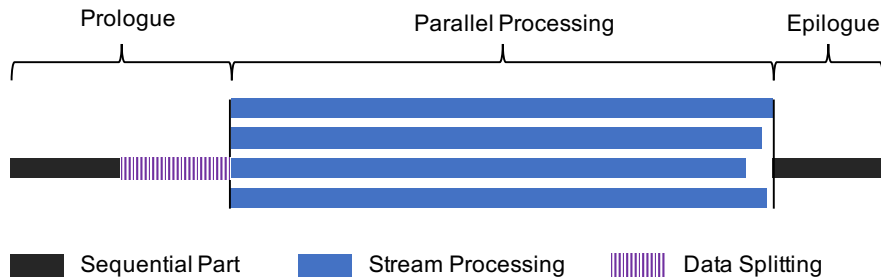 Prologue Parallel Processing Epilogue
Sequential Part Stream Processing Data Splitting